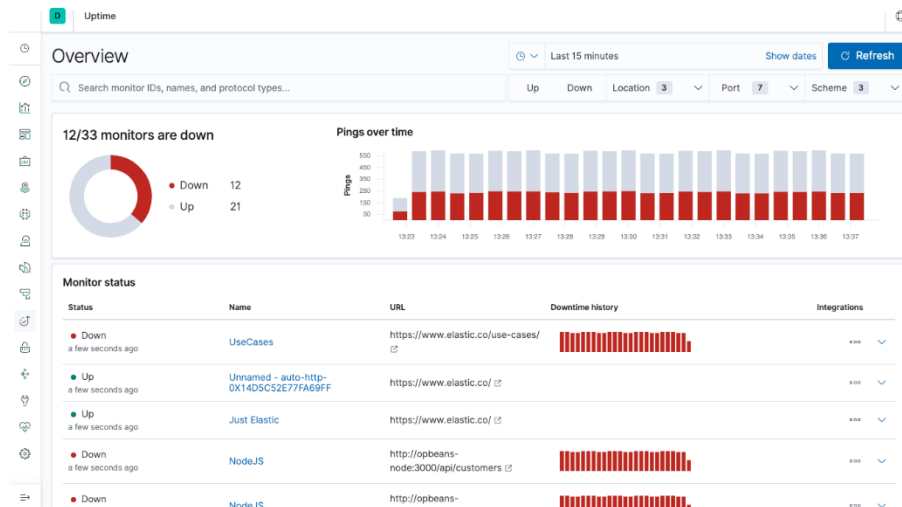 D
Uptime
Overview
Last 15 minutes
Show dates
Refresh
Search monitor IDs, names, and protocol types...
Up
Down
Location 3
Port 7
Scheme 3
12/33 monitors are down
Down 12
Up 21
Pings over time
Pings
550
450
350
250
150
50
13:23 13:24 13:25 13:26 13:27 13:28 13:29 13:30 13:31 13:32 13:33 13:34 13:35 13:36 13:37
Monitor status
Status Name URL Downtime history Integrations
Down
a few seconds ago
UseCases
https://www.elastic.co/use-cases/
Up
a few seconds ago
Unnamed - auto-http-
0X14D5C52E77FA69FF
https://www.elastic.co/
Up
a few seconds ago
Just Elastic
https://www.elastic.co/
Down
a few seconds ago
NodeJS
http://opbeans-
node:3000/api/customers
Down
NodeJS
http://opbeans-